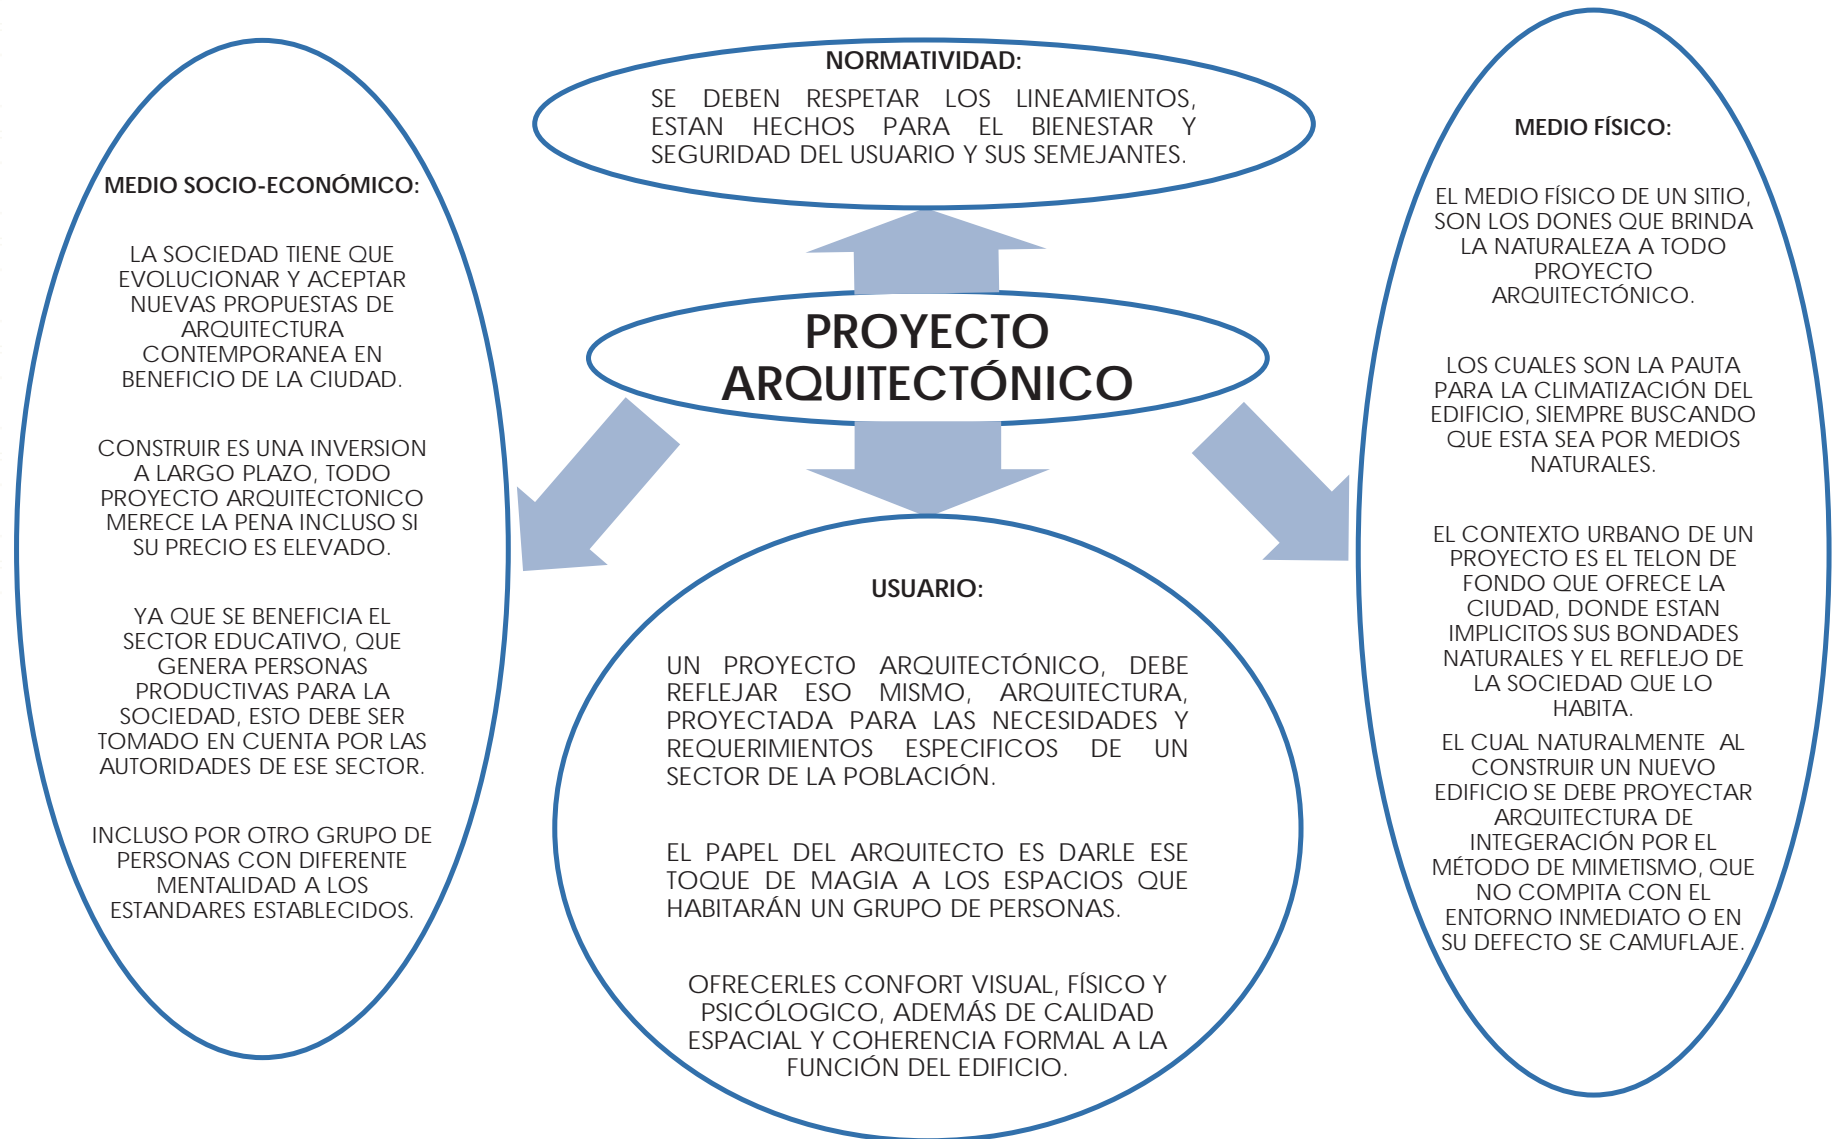 NORMATIVIDAD:
SE DEBEN RESPETAR LOS LINEAMIENTOS,
ESTAN HECHOS PARA EL BIENESTAR Y
SEGURIDAD DEL USUARIO Y SUS SEMEJANTES.
MEDIO SOCIO-ECONÓMICO:
LA SOCIEDAD TIENE QUE
EVOLUCIONAR Y ACEPTAR
NUEVAS PROPUESTAS DE
ARQUITECTURA
CONTEMPORANEA EN
BENEFICIO DE LA CIUDAD.
CONSTRUIR ES UNA INVERSION
A LARGO PLAZO, TODO
PROYECTO ARQUITECTONICO
MERECE LA PENA INCLUSO SI
SU PRECIO ES ELEVADO.
YA QUE SE BENEFICIA EL
SECTOR EDUCATIVO, QUE
GENERA PERSONAS
PRODUCTIVAS PARA LA
SOCIEDAD, ESTO DEBE SER
TOMADO EN CUENTA POR LAS
AUTORIDADES DE ESE SECTOR.
INCLUSO POR OTRO GRUPO DE
PERSONAS CON DIFERENTE
MENTALIDAD A LOS
ESTANDARES ESTABLECIDOS.
PROYECTO
ARQUITECTÓNICO
USUARIO:
UN PROYECTO ARQUITECTÓNICO, DEBE
REFLEJAR ESO MISMO, ARQUITECTURA,
PROYECTADA PARA LAS NECESIDADES Y
REQUERIMIENTOS ESPECIFICOS DE UN
SECTOR DE LA POBLACIÓN.
EL PAPEL DEL ARQUITECTO ES DARLE ESE
TOQUE DE MAGIA A LOS ESPACIOS QUE
HABITARÁN UN GRUPO DE PERSONAS.
OFRECERLES CONFORT VISUAL, FÍSICO Y
PSICÓLOGICO, ADEMÁS DE CALIDAD
ESPACIAL Y COHERENCIA FORMAL A LA
FUNCIÓN DEL EDIFICIO.
MEDIO FÍSICO:
EL MEDIO FÍSICO DE UN SITIO,
SON LOS DONES QUE BRINDA
LA NATURALEZA A TODO
PROYECTO
ARQUITECTÓNICO.
LOS CUALES SON LA PAUTA
PARA LA CLIMATIZACIÓN DEL
EDIFICIO, SIEMPRE BUSCANDO
QUE ESTA SEA POR MEDIOS
NATURALES.
EL CONTEXTO URBANO DE UN
PROYECTO ES EL TELON DE
FONDO QUE OFRECE LA
CIUDAD, DONDE ESTAN
IMPLICITOS SUS BONDADES
NATURALES Y EL REFLEJO DE
LA SOCIEDAD QUE LO
HABITA.
EL CUAL NATURALMENTE AL
CONSTRUIR UN NUEVO
EDIFICIO SE DEBE PROYECTAR
ARQUITECTURA DE
INTEGERACIÓN POR EL
MÉTODO DE MIMETISMO, QUE
NO COMPITA CON EL
ENTORNO INMEDIATO O EN
SU DEFECTO SE CAMUFLAJE.